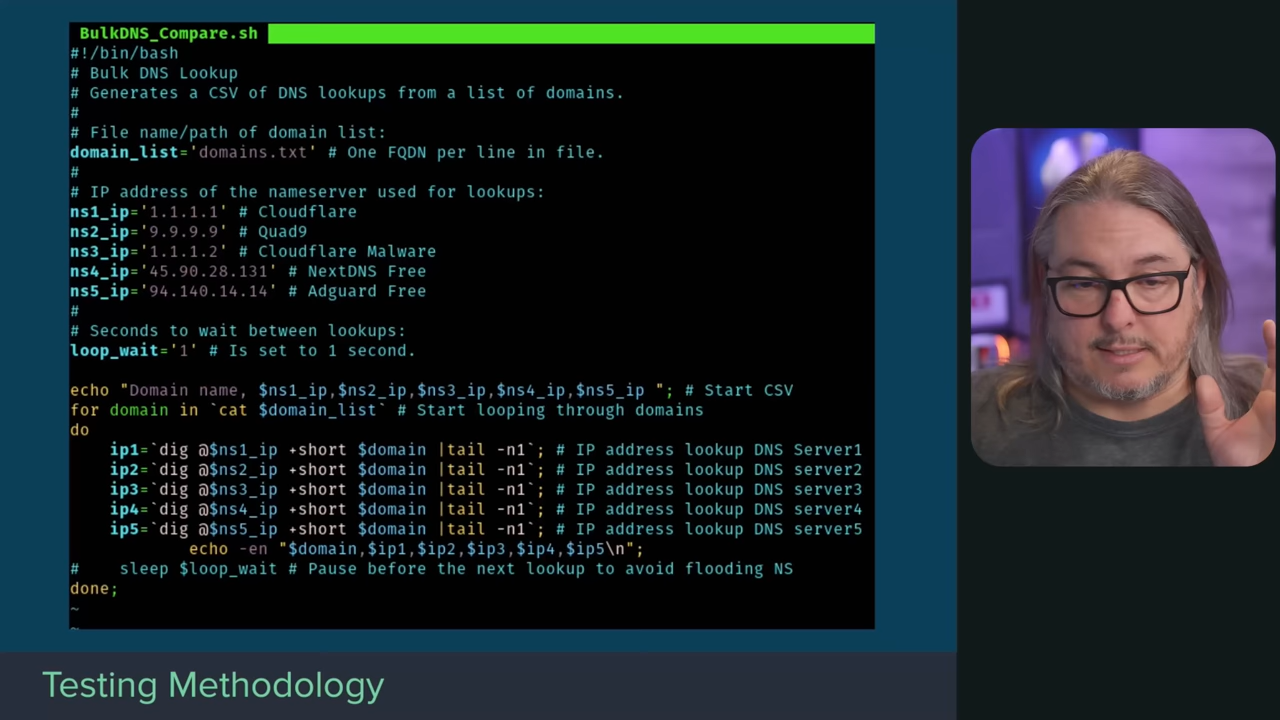 BulkDNS_Compare.sh
#!/bin/bash
# Bulk DNS Lookup
# Generates a CSV of DNS lookups from a list of domains.
#
# File name/path of domain list:
domain_list='domains.txt' # One FQDN per line in file.
#
# IP address of the nameserver used for lookups:
ns1_ip='1.1.1.1' # Cloudflare
ns2_ip='9.9.9.9' # Quad9
ns3_ip='1.1.1.2' # Cloudflare Malware
ns4_ip='45.90.28.131' # NextDNS Free
ns5_ip='94.140.14.14' # Adguard Free
#
# Seconds to wait between lookups:
loop_wait='1' # Is set to 1 second.
echo "Domain name, $ns1_ip,$ns2_ip,$ns3_ip,$ns4_ip,$ns5_ip "; # Start CSV
for domain in `cat $domain_list` # Start looping through domains
do
    ip1=`dig @$ns1_ip +short $domain |tail -n1`; # IP address lookup DNS Server1
    ip2=`dig @$ns2_ip +short $domain |tail -n1`; # IP address lookup DNS server2
    ip3=`dig @$ns3_ip +short $domain |tail -n1`; # IP address lookup DNS server3
    ip4=`dig @$ns4_ip +short $domain |tail -n1`; # IP address lookup DNS server4
    ip5=`dig @$ns5_ip +short $domain |tail -n1`; # IP address lookup DNS server5
            echo -en "$domain,$ip1,$ip2,$ip3,$ip4,$ip5\n";
#    sleep $loop_wait # Pause before the next lookup to avoid flooding NS
done;
~
~
Testing Methodology